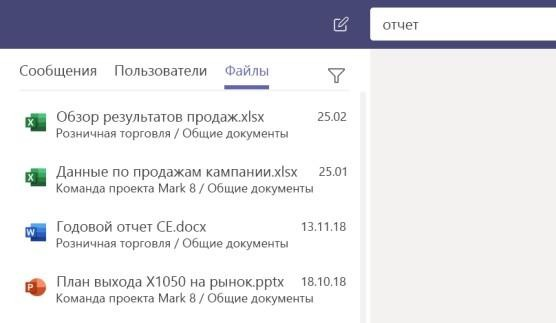 отчет
Сообщения Пользователи Файлы
X Обзор результатов продаж.xlsx 25.02
Розничная торговля / Общие документы
X Данные по продажам кампании.xlsx 25.01
Команда проекта Mark 8 / Общие документы
W Годовой отчет CE.docx 13.11.18
Розничная торговля / Общие документы
P План выхода X1050 на рынок.pptx 18.10.18
Команда проекта Mark 8 / Общие документы